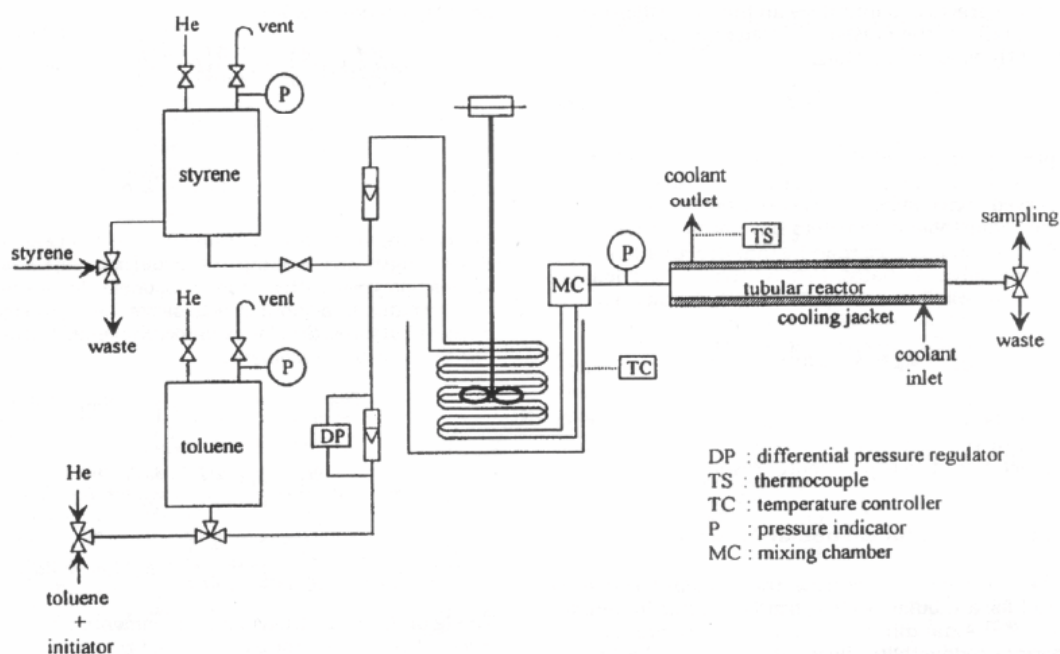 He
vent
P
styrene
styrene
waste
He
vent
P
toluene
He
toluene
+
initiator
DP
TC
MC
P
coolant
outlet
TS
tubular reactor
cooling jacket
coolant
inlet
sampling
waste
DP : differential pressure regulator
TS : thermocouple
TC : temperature controller
P : pressure indicator
MC : mixing chamber